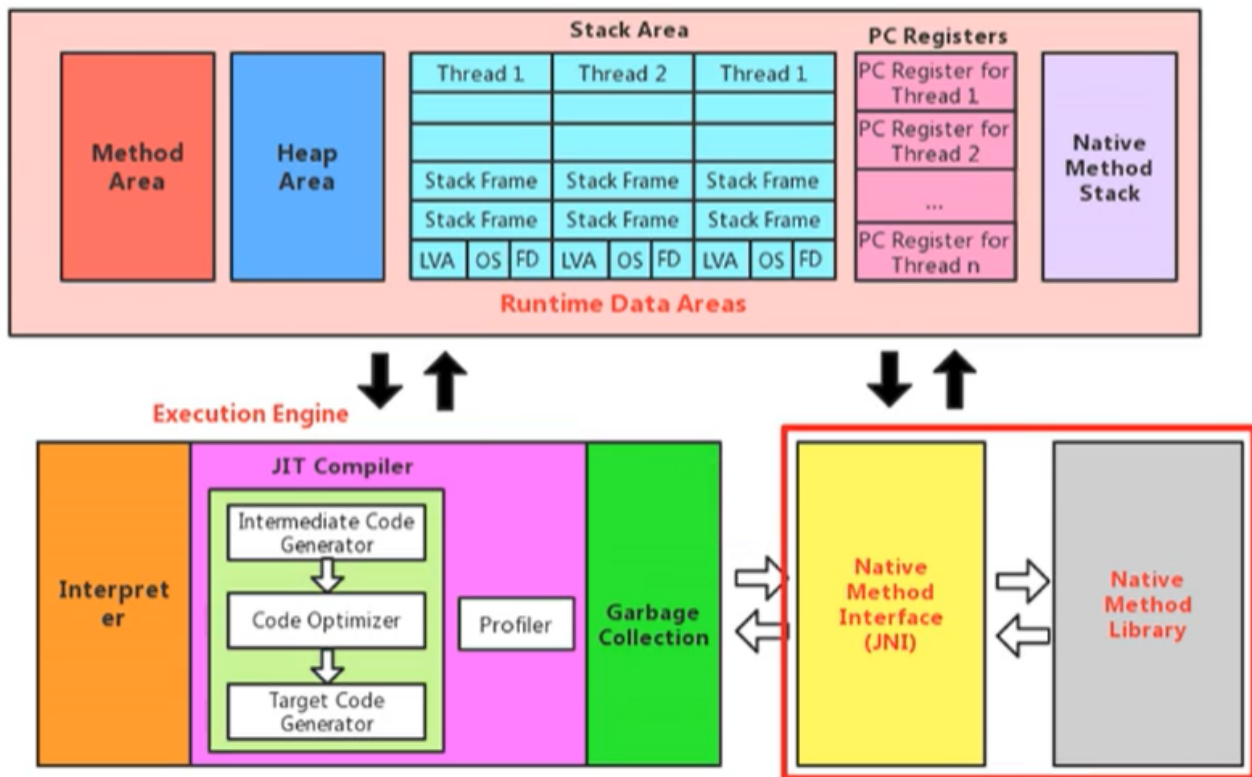 Stack Area
PC Registers
Method
Area
Heap
Area
Thread 1
Thread 2
Thread 1
Stack Frame
Stack Frame
Stack Frame
Stack Frame
Stack Frame
Stack Frame
LVA
OS
FD
LVA
OS
FD
LVA
OS
FD
PC Register for
Thread 1
PC Register for
Thread 2
...
PC Register for
Thread n
Native
Method
Stack
Runtime Data Areas
Execution Engine
Interpret
er
JIT Compiler
Intermediate Code
Generator
Code Optimizer
Target Code
Generator
Profiler
Garbage
Collection
Native
Method
Interface
(JNI)
Native
Method
Library